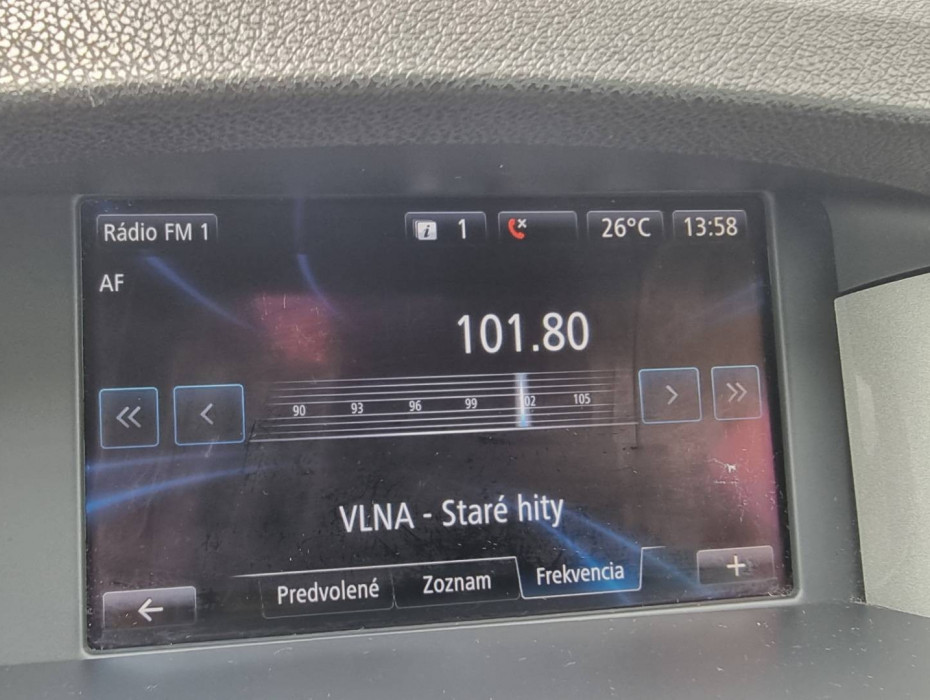 Rádio FM 1
i 1
26°C
13:58
AF
101.80
90 93 96 99 102 105
VLNA - Staré hity
Predvolené
Zoznam
Frekvencia